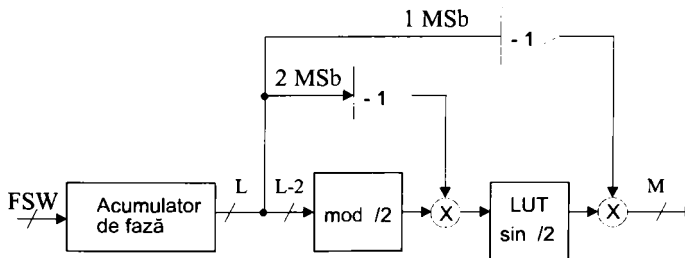 1 MSb
- 1
2 MSb
- 1
FSW
Acumulator
de fază
L
L-2
mod /2
X
LUT
sin /2
X
M